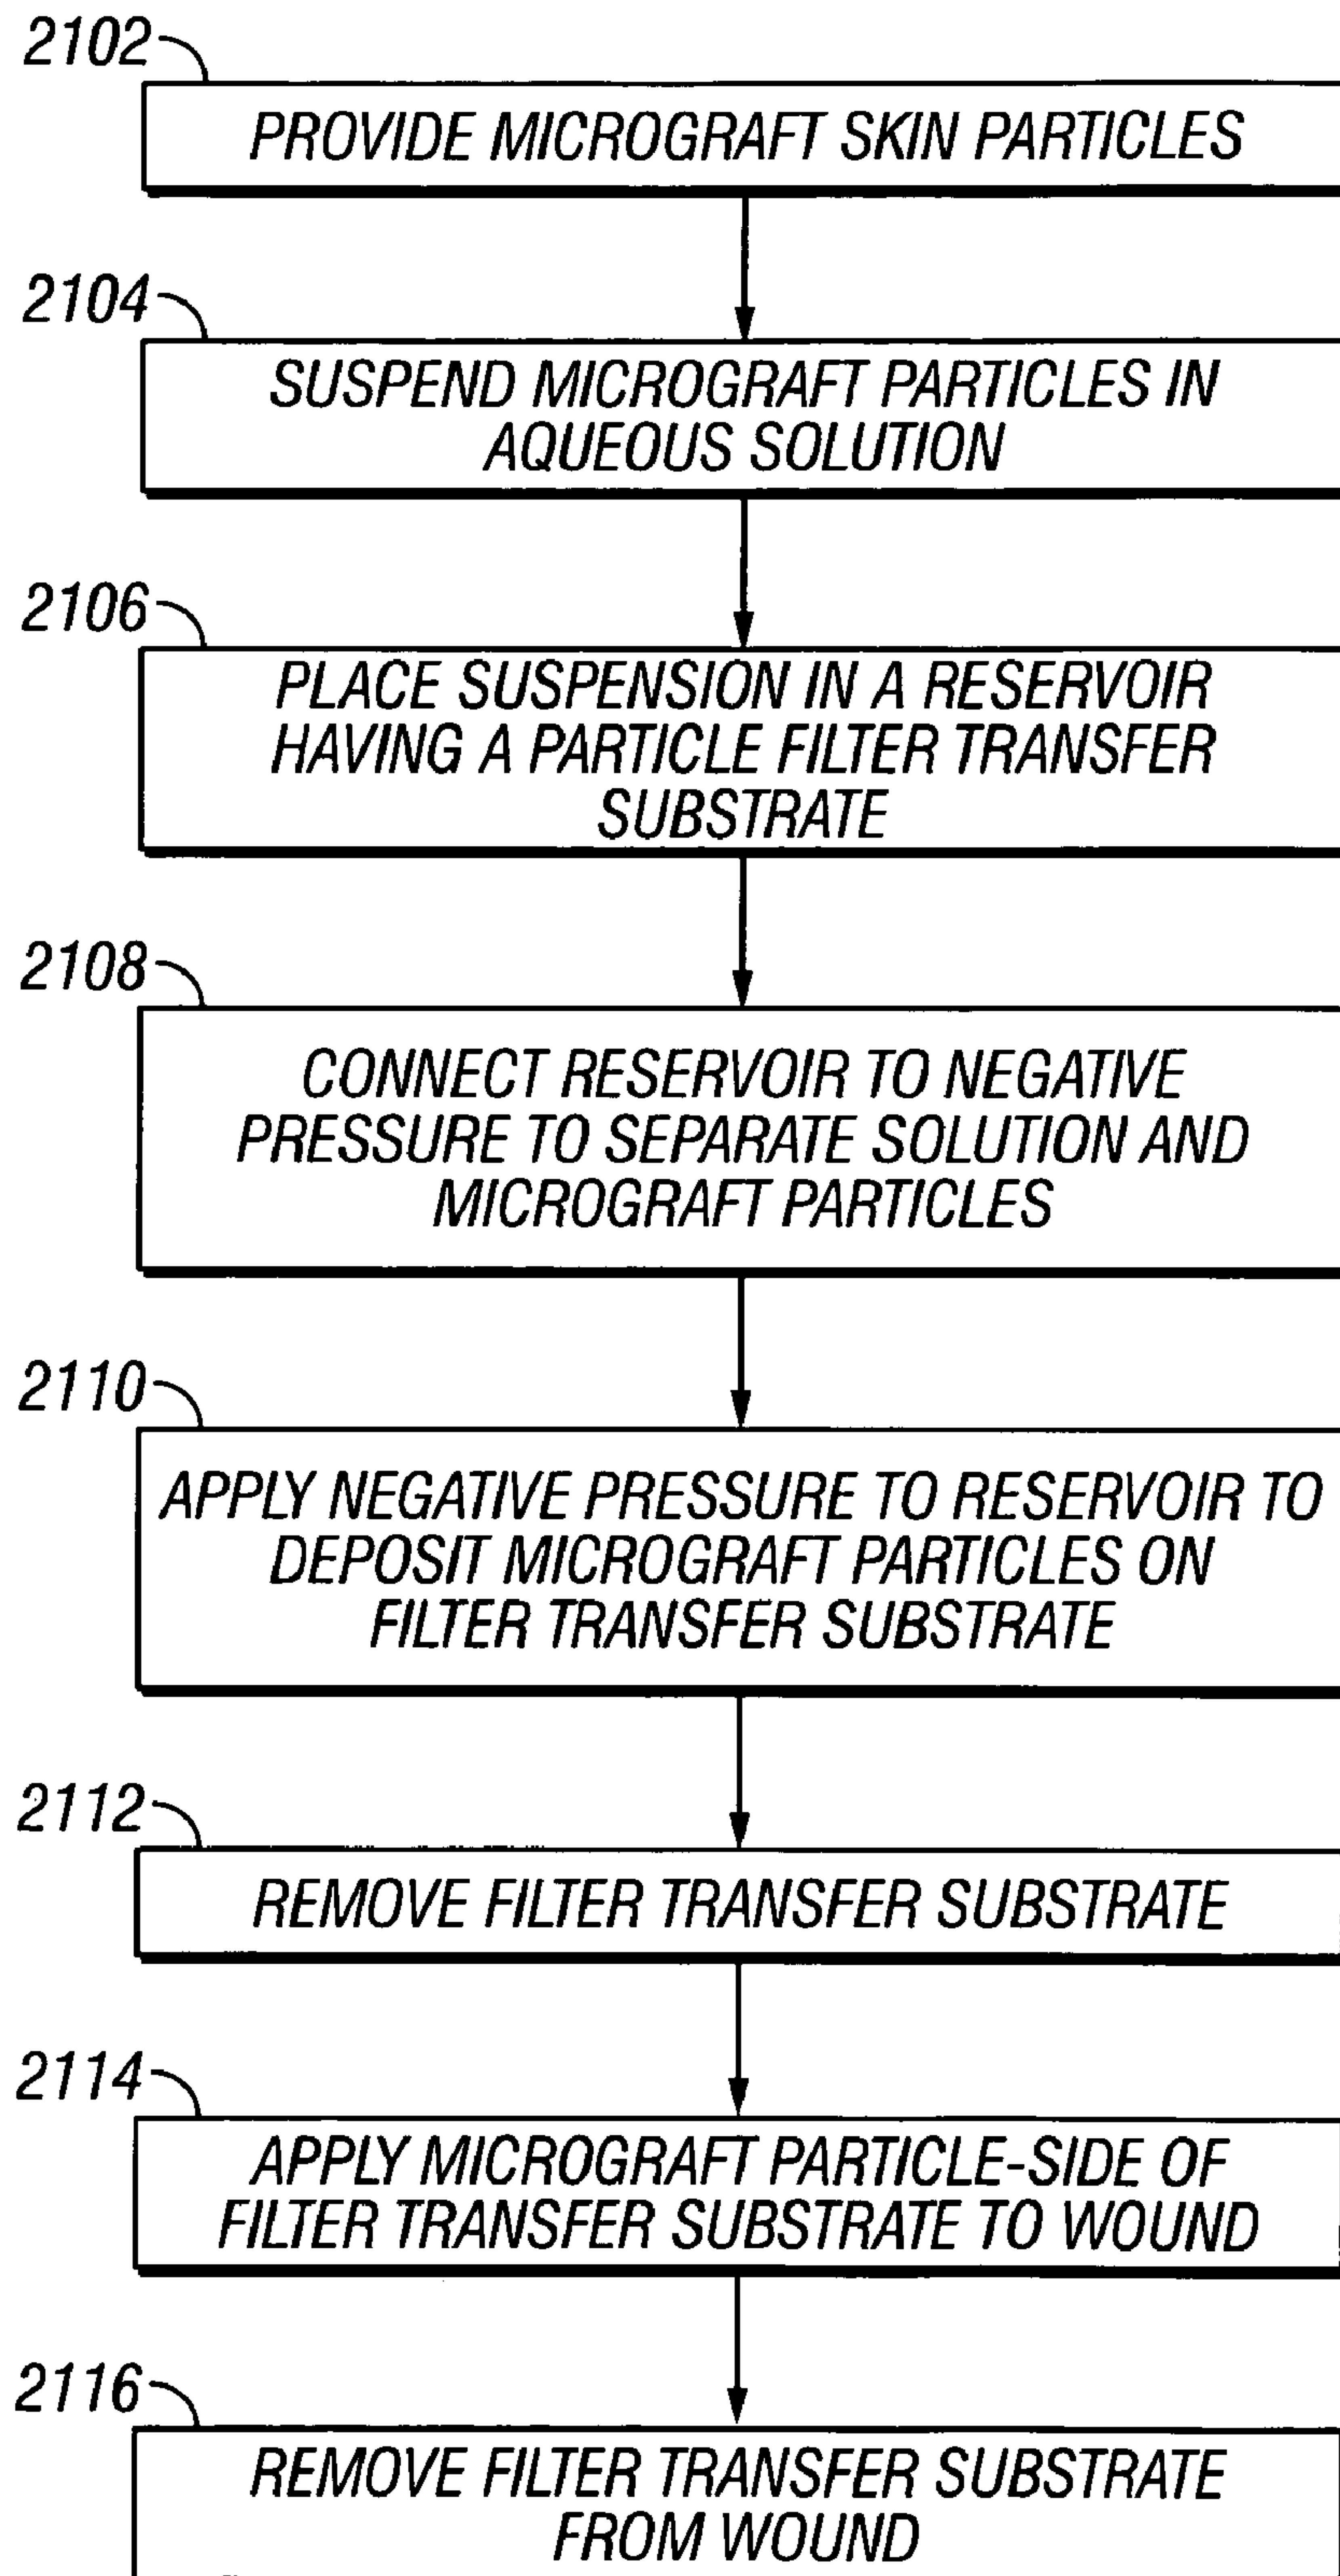 2102
PROVIDE MICROGRAFT SKIN PARTICLES
2104
SUSPEND MICROGRAFT PARTICLES IN
AQUEOUS SOLUTION
2106
PLACE SUSPENSION IN A RESERVOIR
HAVING A PARTICLE FILTER TRANSFER
SUBSTRATE
2108
CONNECT RESERVOIR TO NEGATIVE
PRESSURE TO SEPARATE SOLUTION AND
MICROGRAFT PARTICLES
2110
APPLY NEGATIVE PRESSURE TO RESERVOIR TO
DEPOSIT MICROGRAFT PARTICLES ON
FILTER TRANSFER SUBSTRATE
2112
REMOVE FILTER TRANSFER SUBSTRATE
2114
APPLY MICROGRAFT PARTICLE-SIDE OF
FILTER TRANSFER SUBSTRATE TO WOUND
2116
REMOVE FILTER TRANSFER SUBSTRATE
FROM WOUND